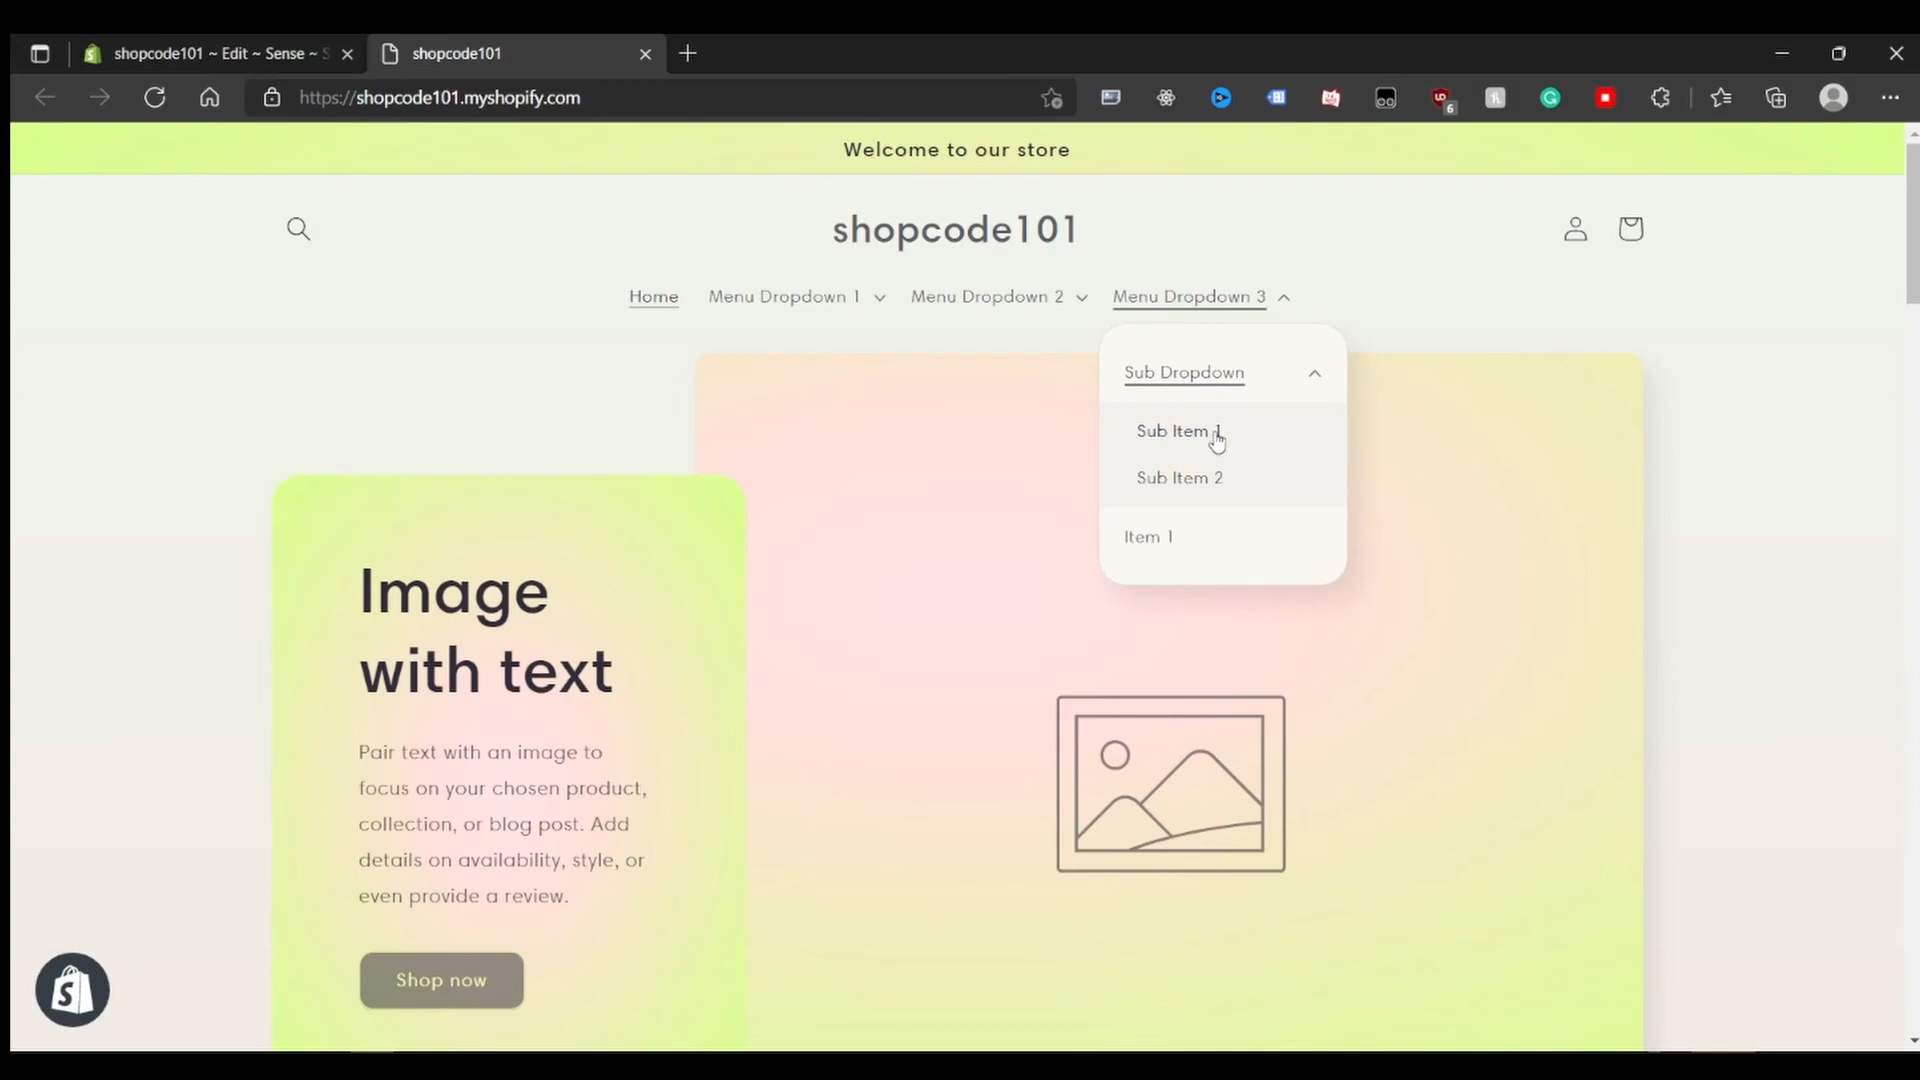 shopcode101 ~ Edit ~ Sense ~ S
shopcode101
https://shopcode101.myshopify.com
6
Welcome to our store
shopcode101
Home
Menu Dropdown 1
Menu Dropdown 2
Menu Dropdown 3
Sub Dropdown
Sub Item 1
Sub Item 2
Item 1
Image
with text
Pair text with an image to
focus on your chosen product,
collection, or blog post. Add
details on availability, style, or
even provide a review.
Shop now